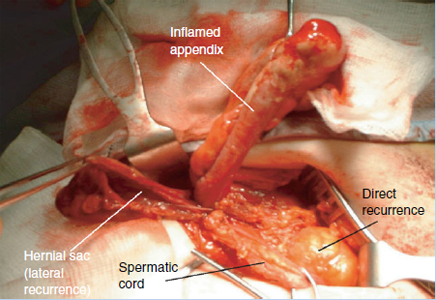 Inflamed
appendix
Direct
recurrence
Hernial sac
(lateral
recurrence)
Spermatic
cord